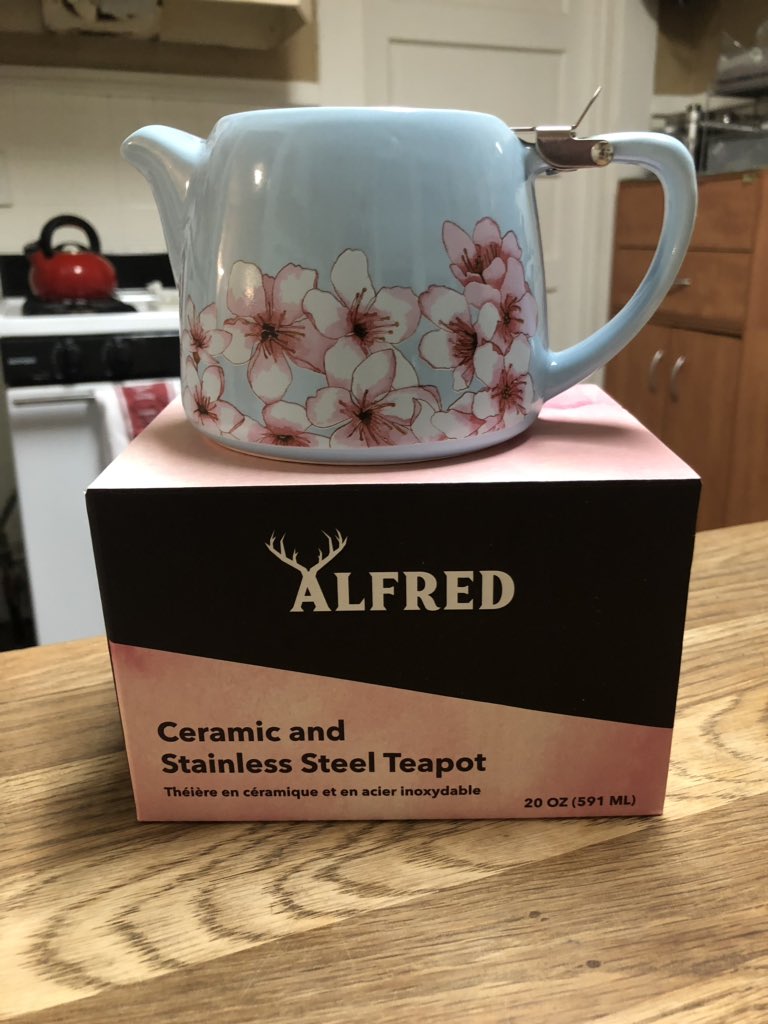 ALFRED
Ceramic and
Stainless Steel Teapot
Théière en céramique et en acier inoxydable
20 OZ (591 ML)